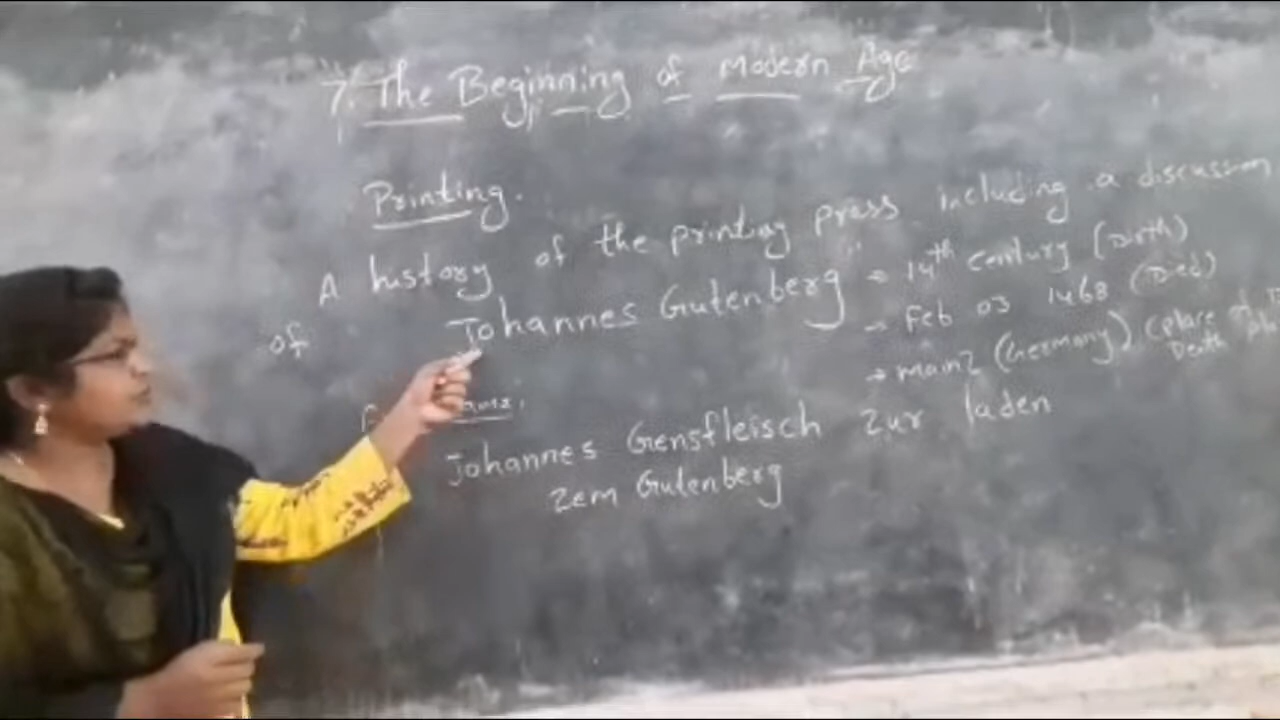 7. The Beginning of Modern Age
Printing.
A history of the printing press including a discussion
of Johannes Gutenberg" → 14th century (Birth)
→ Feb 03 1468 (Died)
→ mainz (Germany) (place of
Death
Johannes Gensfleisch Zur laden
Zem Gutenberg